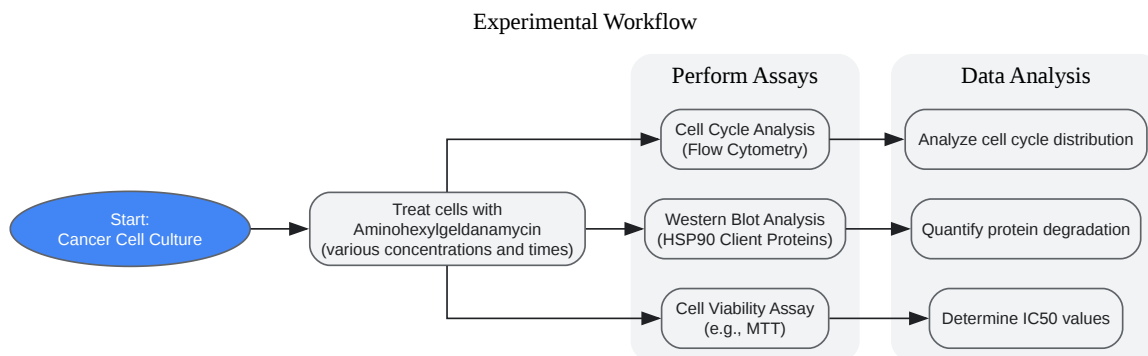 Experimental Workflow
Perform Assays
Data Analysis
Cell Cycle Analysis
(Flow Cytometry)
Analyze cell cycle distribution
Start:
Cancer Cell Culture
Treat cells with
Aminohexylgeldanamycin
(various concentrations and times)
Western Blot Analysis
(HSP90 Client Proteins)
Quantify protein degradation
Cell Viability Assay
(e.g., MTT)
Determine IC50 values